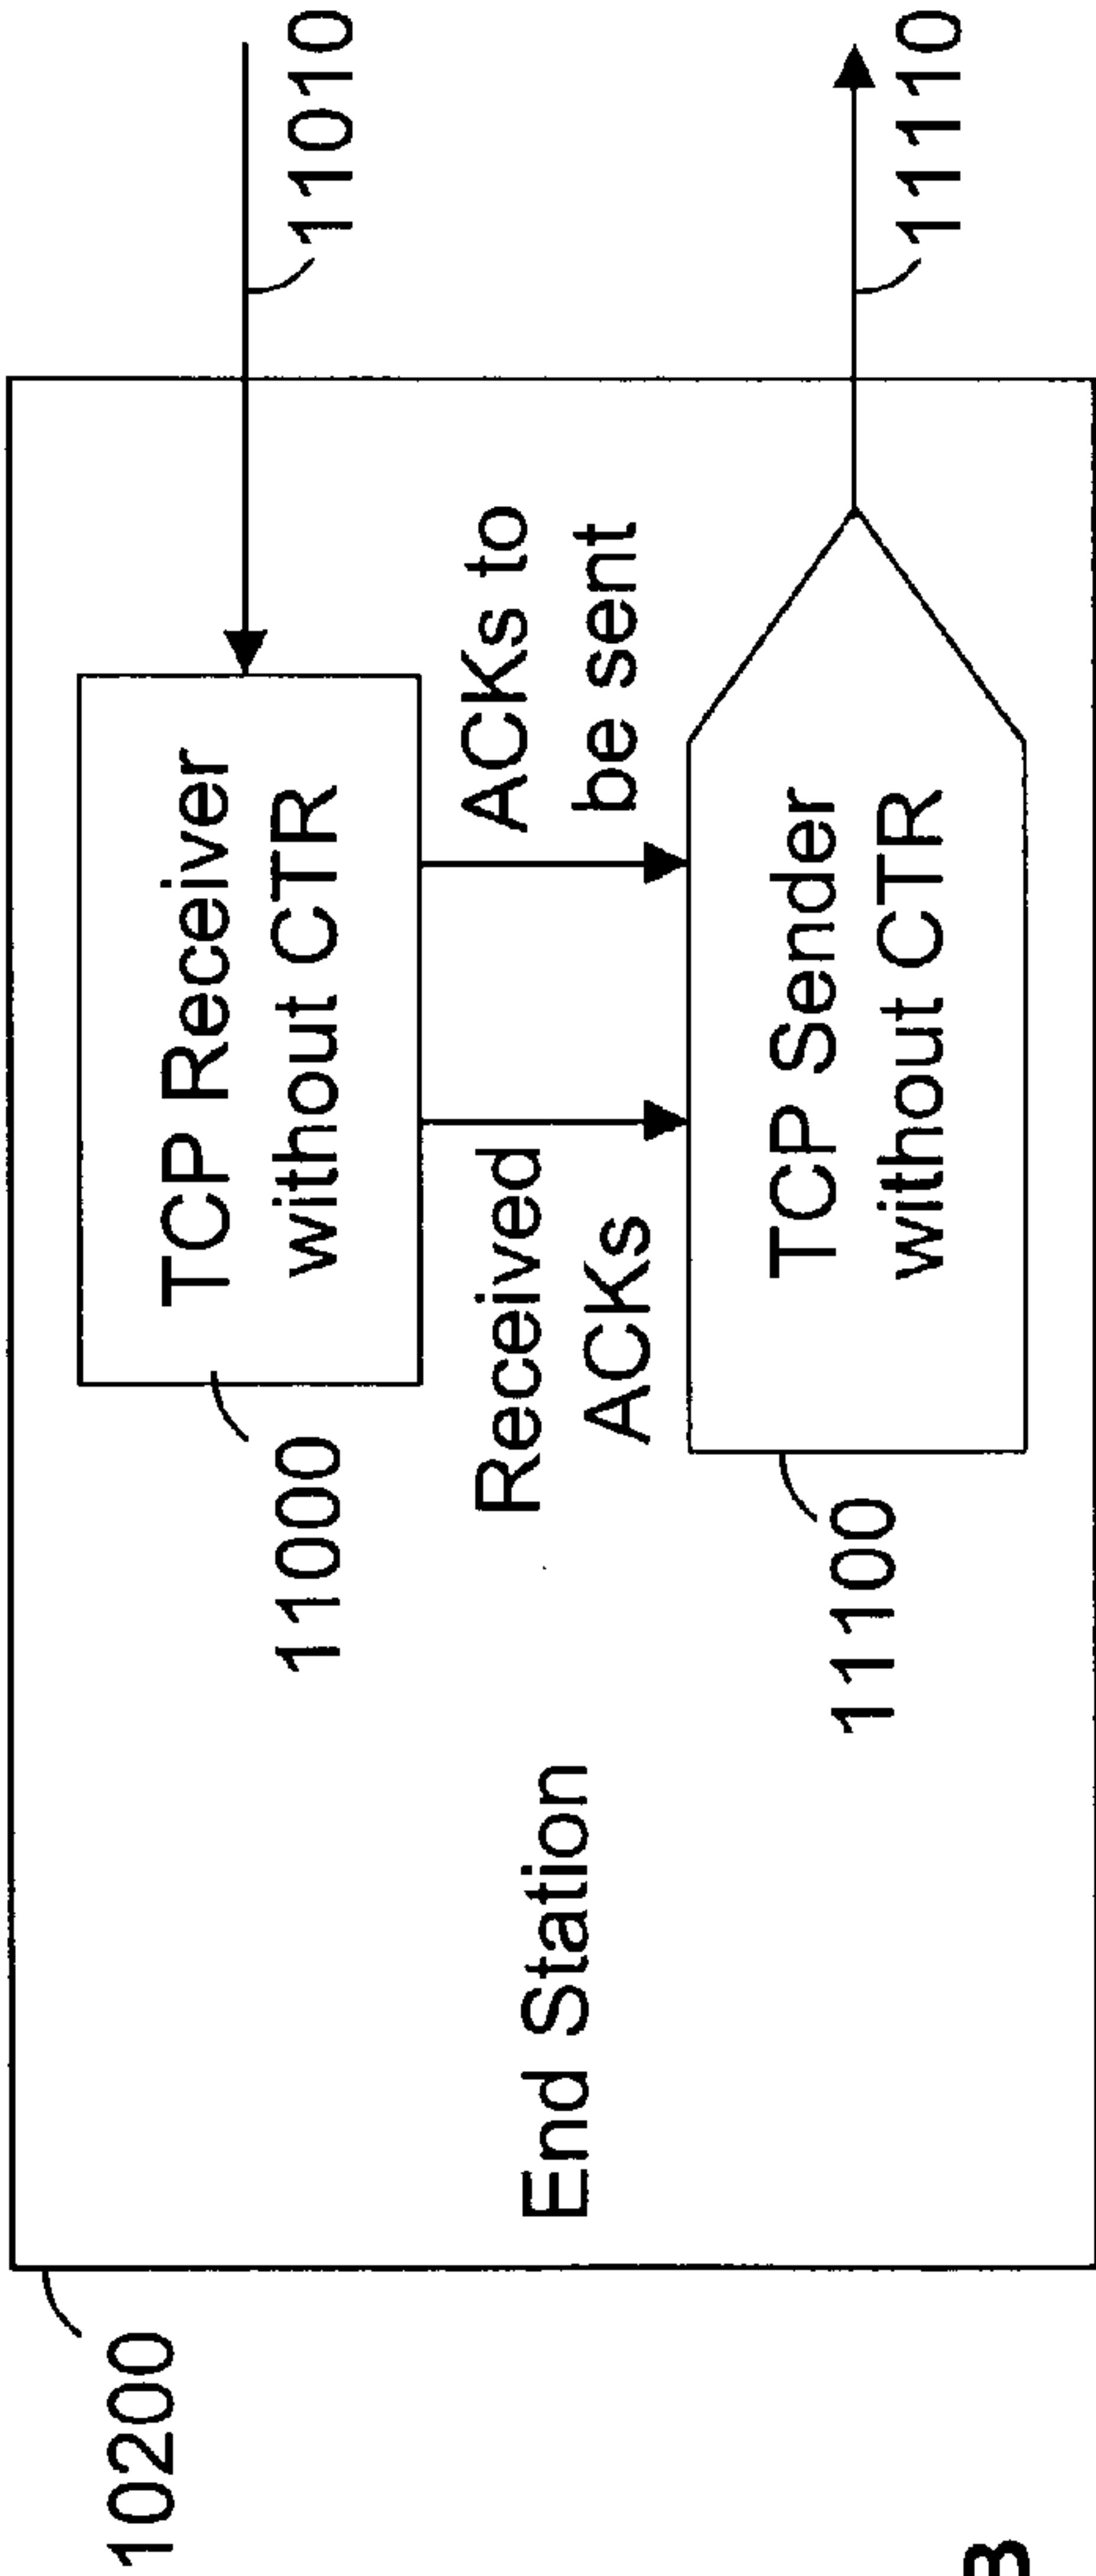 10200
End Station
11000
TCP Receiver
without CTR
11010
Received
ACKs
ACKs to
be sent
11100
TCP Sender
without CTR
11110